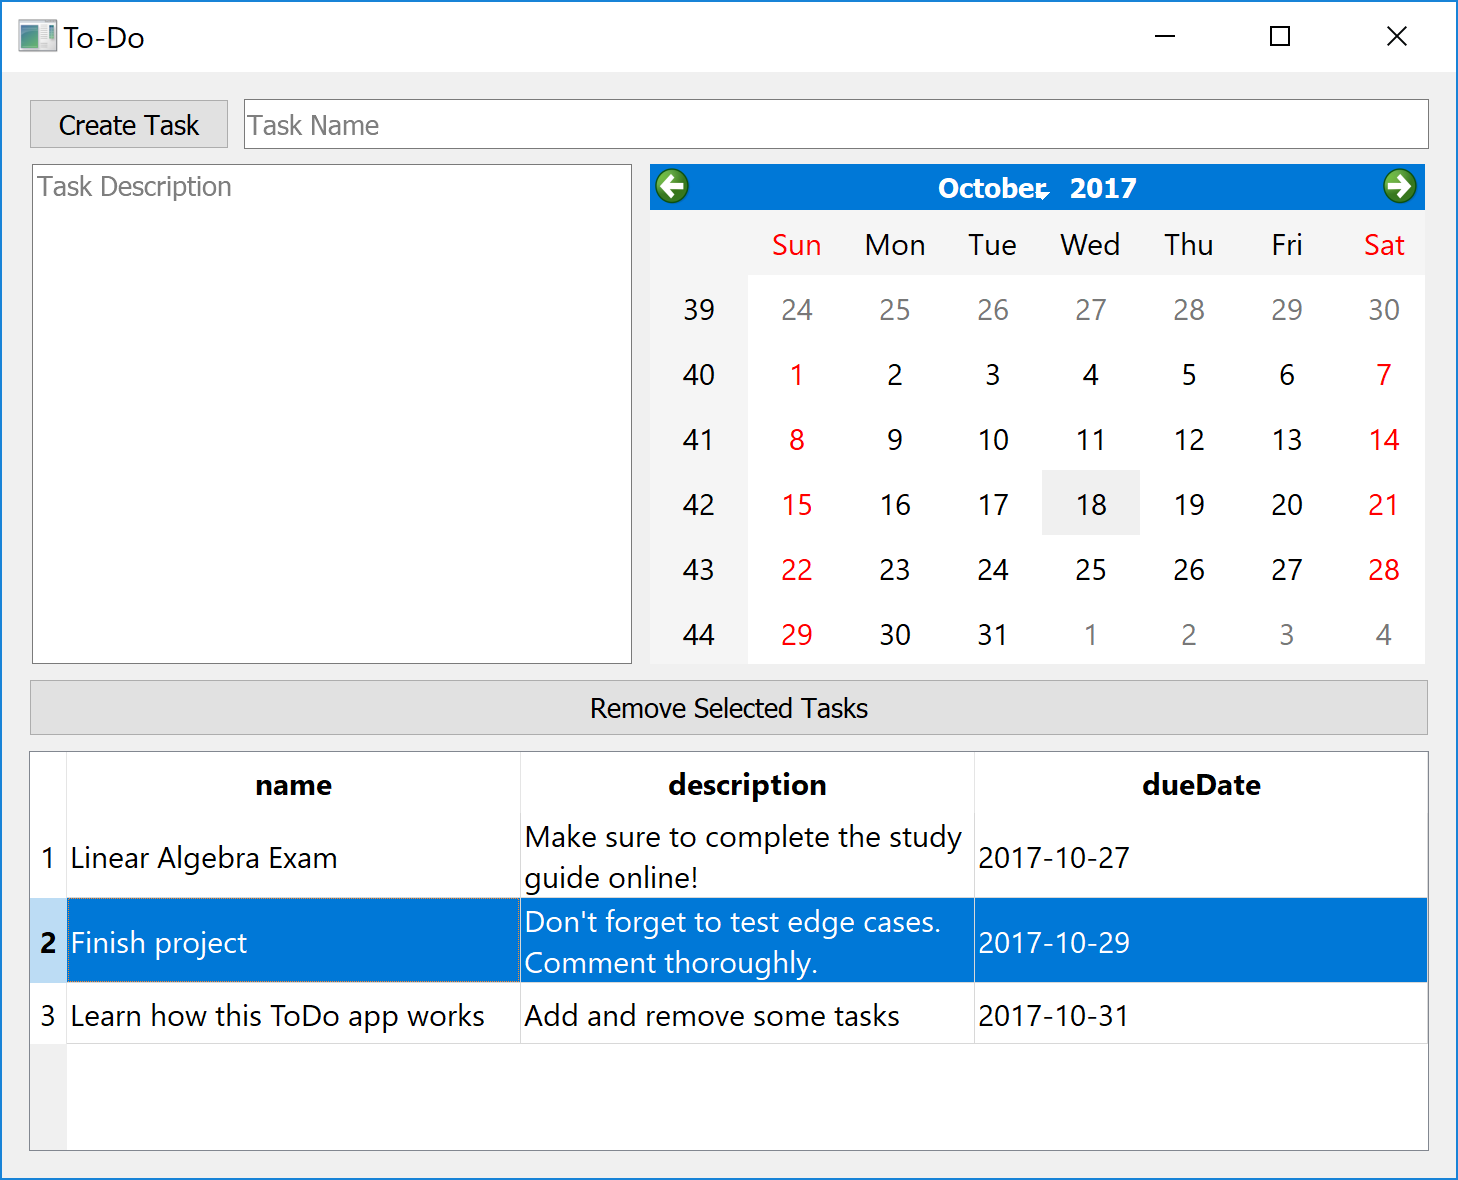 To-Do
Create Task Task Name
Task Description
October 2017
Sun Mon Tue Wed Thu Fri Sat
39 24 25 26 27 28 29 30
40 1 2 3 4 5 6 7
41 8 9 10 11 12 13 14
42 15 16 17 18 19 20 21
43 22 23 24 25 26 27 28
44 29 30 31 1 2 3 4
Remove Selected Tasks
name description dueDate
1 Linear Algebra Exam Make sure to complete the study
guide online! 2017-10-27
2 Finish project Don't forget to test edge cases.
Comment thoroughly. 2017-10-29
3 Learn how this ToDo app works Add and remove some tasks 2017-10-31